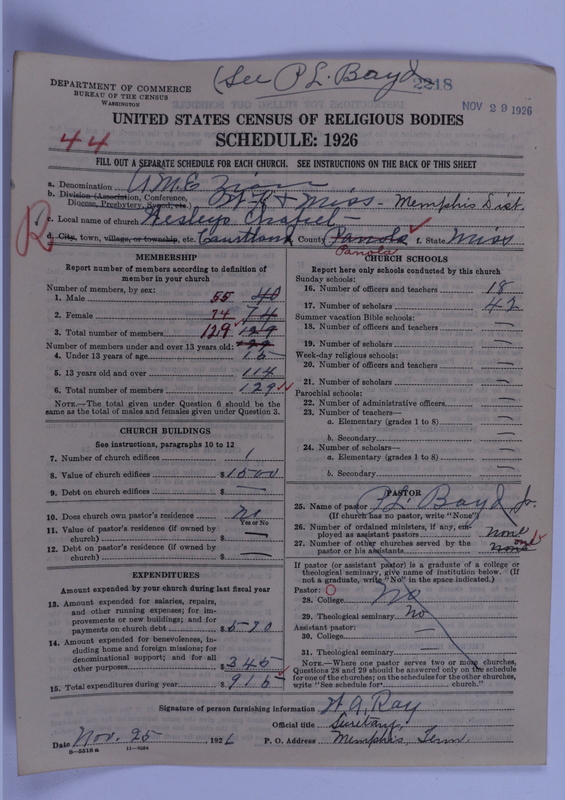 (See P L. Boyd
2218
DEPARTMENT OF COMMERCE
BUREAU OF THE CENSUS
WASHINGTON
NOV 29 1926
UNITED STATES CENSUS OF RELIGIOUS BODIES
44
SCHEDULE: 1926
FILL OUT A SEPARATE SCHEDULE FOR EACH CHURCH. SEE INSTRUCTIONS ON THE BACK OF THIS SHEET
a. Denomination A.M.E. Zion
b. Division (Association, Conference, Diocese, Presbytery, Synod, etc.) & Miss - Memphis Dist.
R
c. Local name of church Wesleys Chapel
d. City, town, village, or township, etc. Courtland County Panola f. State Miss
Panola
MEMBERSHIP
Report number of members according to definition of member in your church
Number of members, by sex:
1. Male 55 40
2. Female 74 74
3. Total number of members 129 129
Number of members under and over 13 years old:
4. Under 13 years of age 15
5. 13 years old and over 114
6. Total number of members 129
NOTE.—The total given under Question 6 should be the same as the total of males and females given under Question 3.
CHURCH BUILDINGS
See instructions, paragraphs 10 to 12
7. Number of church edifices 1
8. Value of church edifices $1500
9. Debt on church edifices $ —
10. Does church own pastor's residence no
Yes or No
11. Value of pastor's residence (if owned by church) $ —
12. Debt on pastor's residence (if owned by church) $ —
EXPENDITURES
Amount expended by your church during last fiscal year
13. Amount expended for salaries, repairs, and other running expenses; for improvements or new buildings; and for payments on church debt $570
14. Amount expended for benevolences, including home and foreign missions; for denominational support; and for all other purposes $345
15. Total expenditures during year $915
CHURCH SCHOOLS
Report here only schools conducted by this church
Sunday schools:
16. Number of officers and teachers 18
17. Number of scholars 42
Summer vacation Bible schools:
18. Number of officers and teachers —
19. Number of scholars —
Week-day religious schools:
20. Number of officers and teachers —
21. Number of scholars —
Parochial schools:
22. Number of administrative officers —
23. Number of teachers—
a. Elementary (grades 1 to 8) —
b. Secondary —
24. Number of scholars—
a. Elementary (grades 1 to 8) —
b. Secondary —
PASTOR
25. Name of pastor P L. Boyd Jr.
(If church has no pastor, write "None")
26. Number of ordained ministers, if any, employed as assistant pastors none
27. Number of other churches served by the pastor or his assistants none
If pastor (or assistant pastor) is a graduate of a college or theological seminary, give name of institution below. (If not a graduate, write "No" in the space indicated.)
Pastor:
28. College No
29. Theological seminary No
Assistant pastor:
30. College —
31. Theological seminary —
NOTE.—Where one pastor serves two or more churches, Questions 28 and 29 should be answered only on the schedule for one of the churches; on the schedules for the other churches, write "See schedule for church."
Signature of person furnishing information W. A. Ray
Official title Secretary,
Date Nov. 25 1926 P. O. Address Memphis, Tenn.
8—5518 a 11—9284